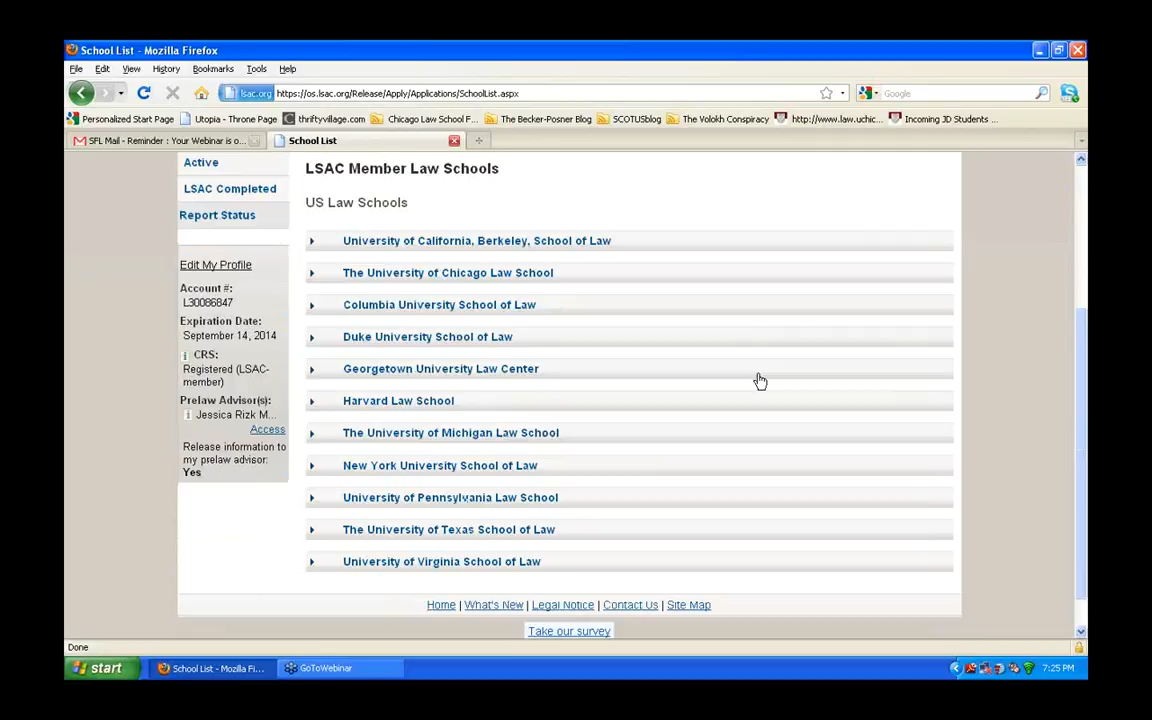 School List - Mozilla Firefox
File Edit View History Bookmarks Tools Help
lsac.org https://os.lsac.org/Release/Apply/Applications/SchoolList.aspx Google
Personalized Start Page Utopia - Throne Page thriftyvillage.com Chicago Law School F... The Becker-Posner Blog SCOTUSblog The Volokh Conspiracy http://www.law.uchic... Incoming JD Students ...
SFL Mail - Reminder : Your Webinar is o... School List
Active
LSAC Completed
Report Status
Edit My Profile
Account #:
L30086847
Expiration Date:
September 14, 2014
CRS:
Registered (LSAC-
member)
Prelaw Advisor(s):
Jessica Rizk M...
Access
Release information to
my prelaw advisor:
Yes
LSAC Member Law Schools
US Law Schools
University of California, Berkeley, School of Law
The University of Chicago Law School
Columbia University School of Law
Duke University School of Law
Georgetown University Law Center
Harvard Law School
The University of Michigan Law School
New York University School of Law
University of Pennsylvania Law School
The University of Texas School of Law
University of Virginia School of Law
Home | What's New | Legal Notice | Contact Us | Site Map
Take our survey
Done
start School List - Mozilla Fi... GoToWebinar 7:25 PM